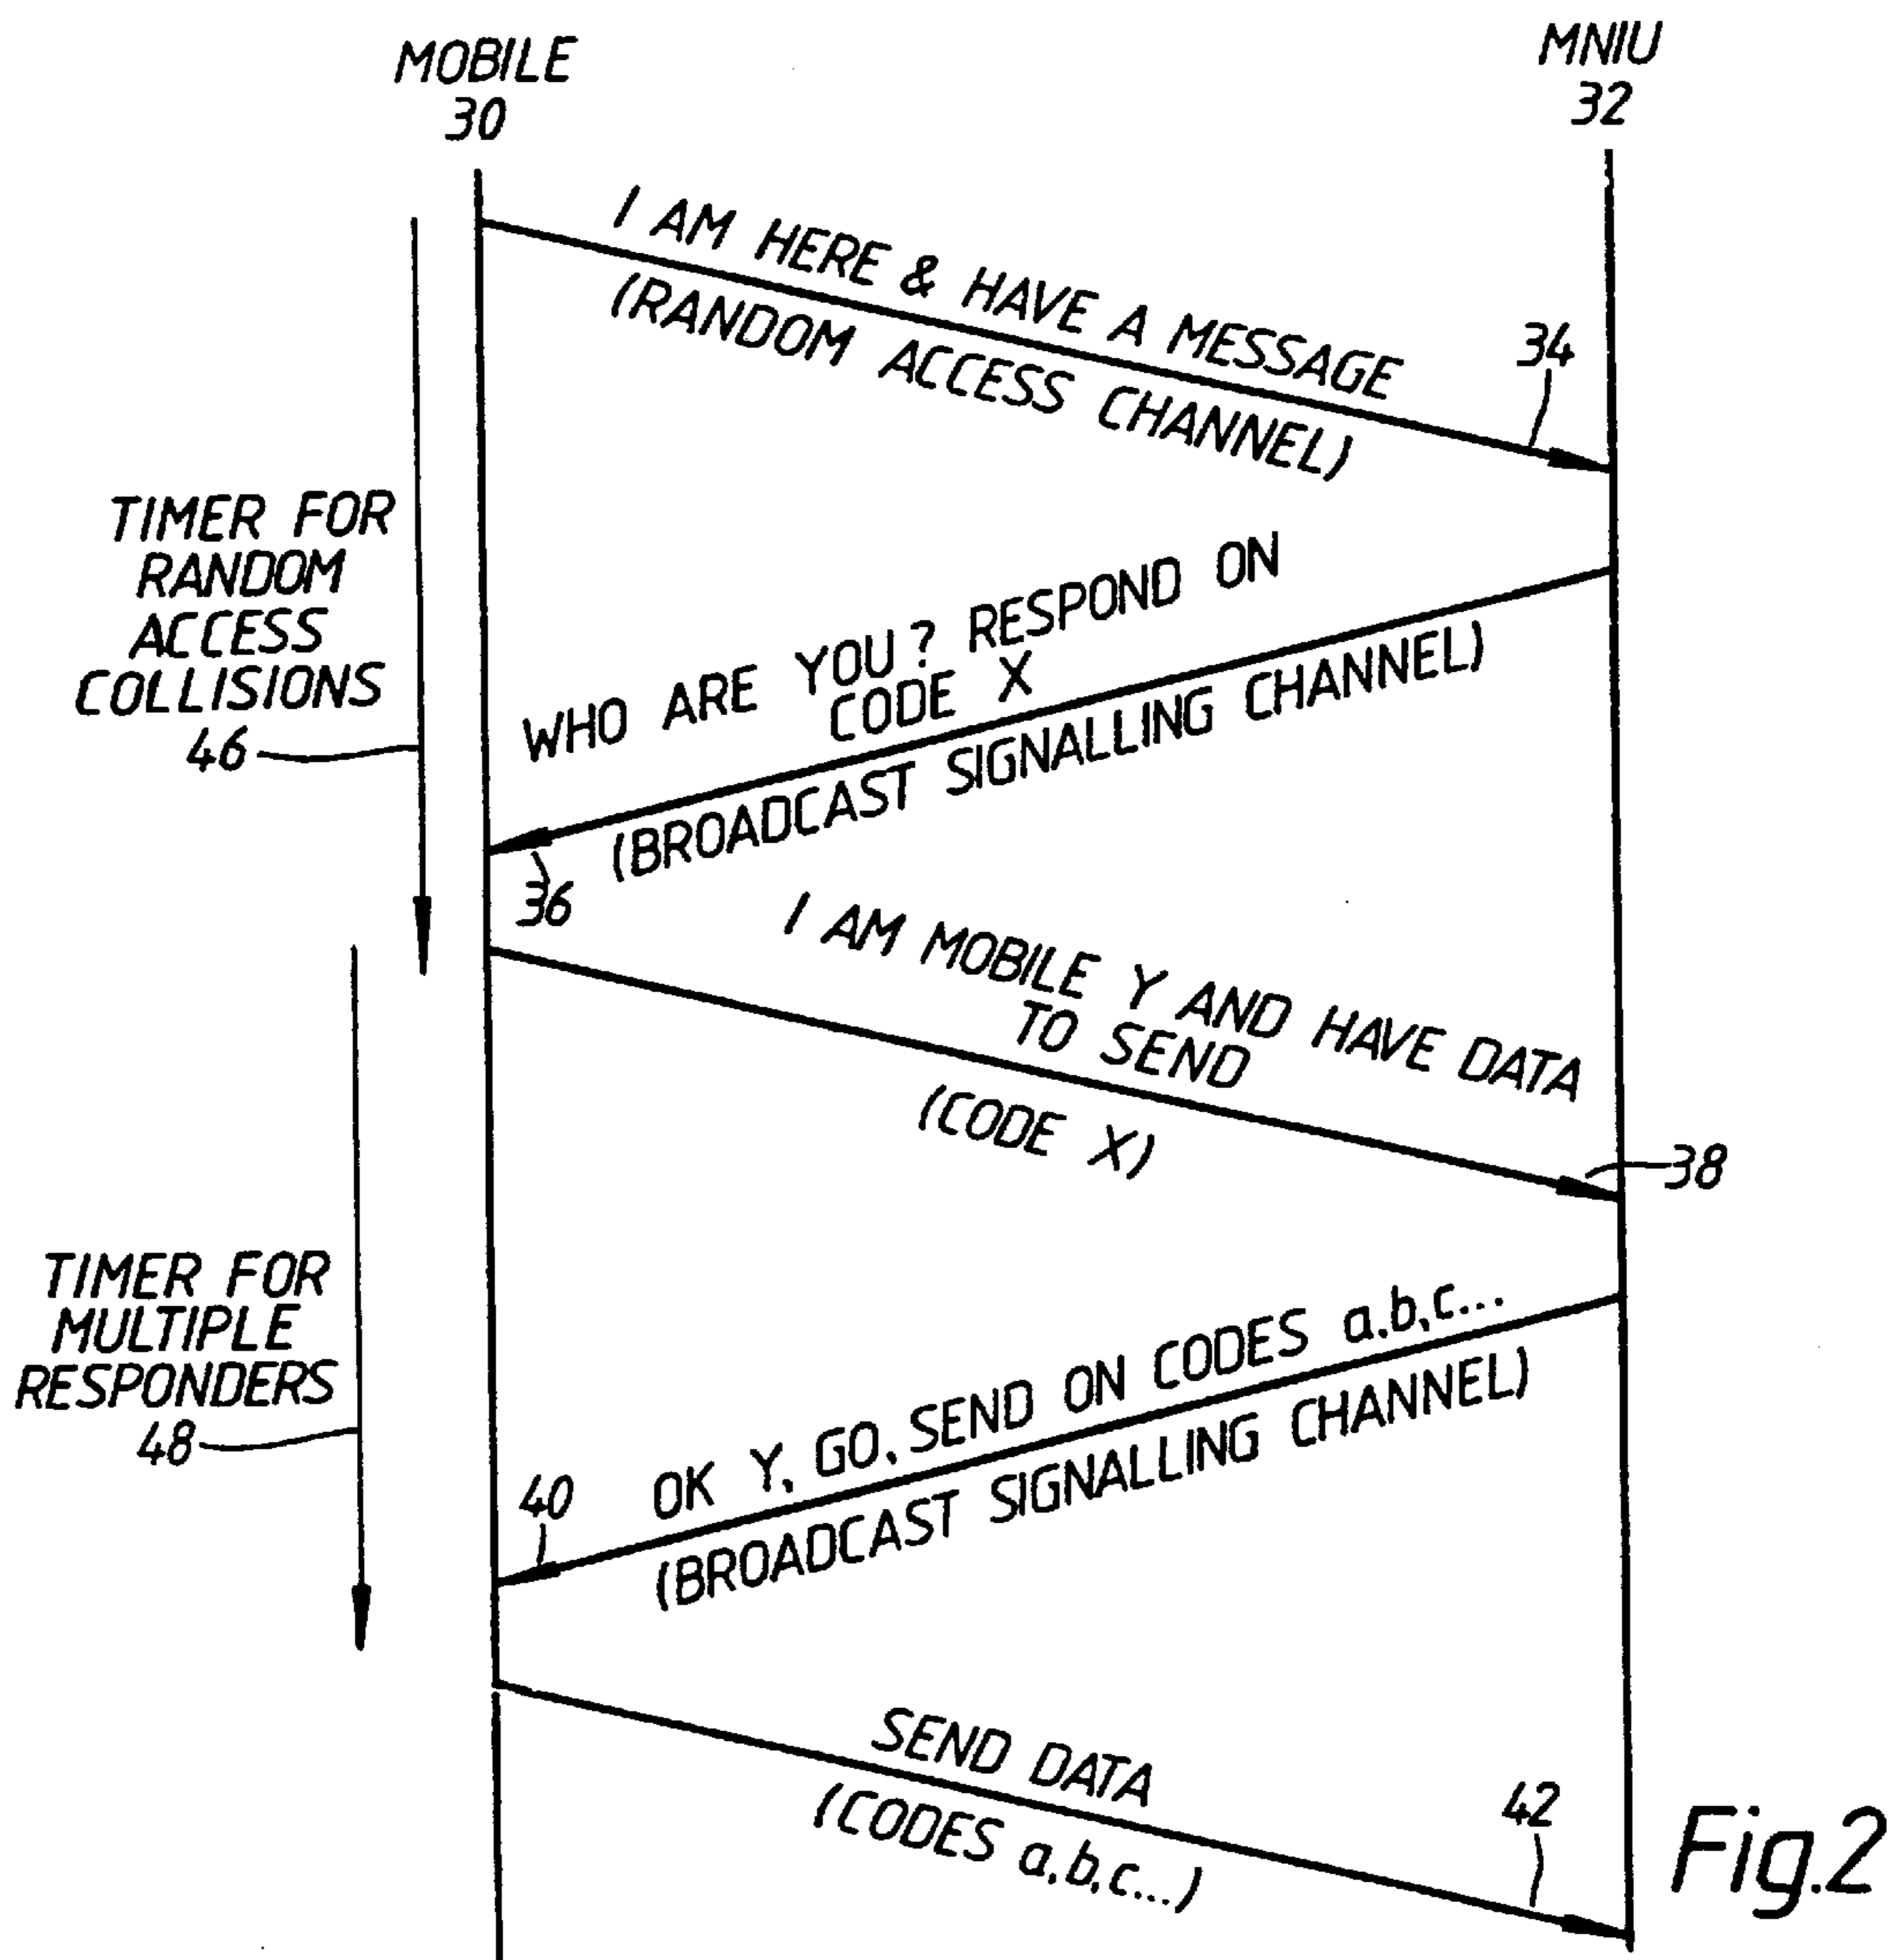 MOBILE
30
MNIU
32
I AM HERE & HAVE A MESSAGE
(RANDOM ACCESS CHANNEL)
34
TIMER FOR
RANDOM
ACCESS
COLLISIONS
46
WHO ARE YOU? RESPOND ON
CODE X
(BROADCAST SIGNALLING CHANNEL)
36
I AM MOBILE Y AND HAVE DATA
TO SEND
(CODE X)
38
TIMER FOR
MULTIPLE
RESPONDERS
48
OK Y, GO, SEND ON CODES a,b,c...
(BROADCAST SIGNALLING CHANNEL)
40
SEND DATA
(CODES a,b,c...)
42
Fig.2